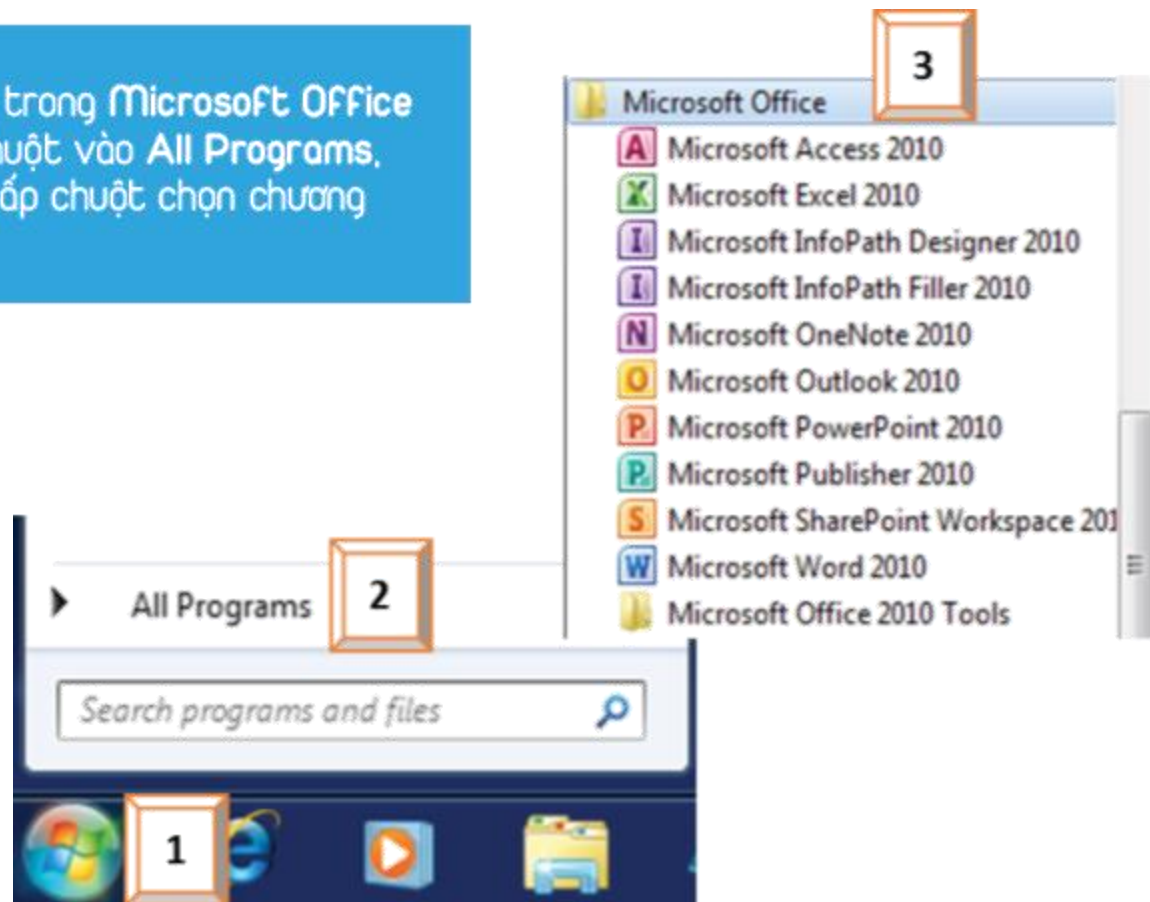 trong Microsoft Office
vào All Programs,
chuột chọn chương
3
Microsoft Office
Microsoft Access 2010
Microsoft Excel 2010
Microsoft InfoPath Designer 2010
Microsoft InfoPath Filler 2010
Microsoft OneNote 2010
Microsoft Outlook 2010
Microsoft PowerPoint 2010
Microsoft Publisher 2010
Microsoft SharePoint Workspace 201
Microsoft Word 2010
Microsoft Office 2010 Tools
All Programs
2
Search programs and files
1